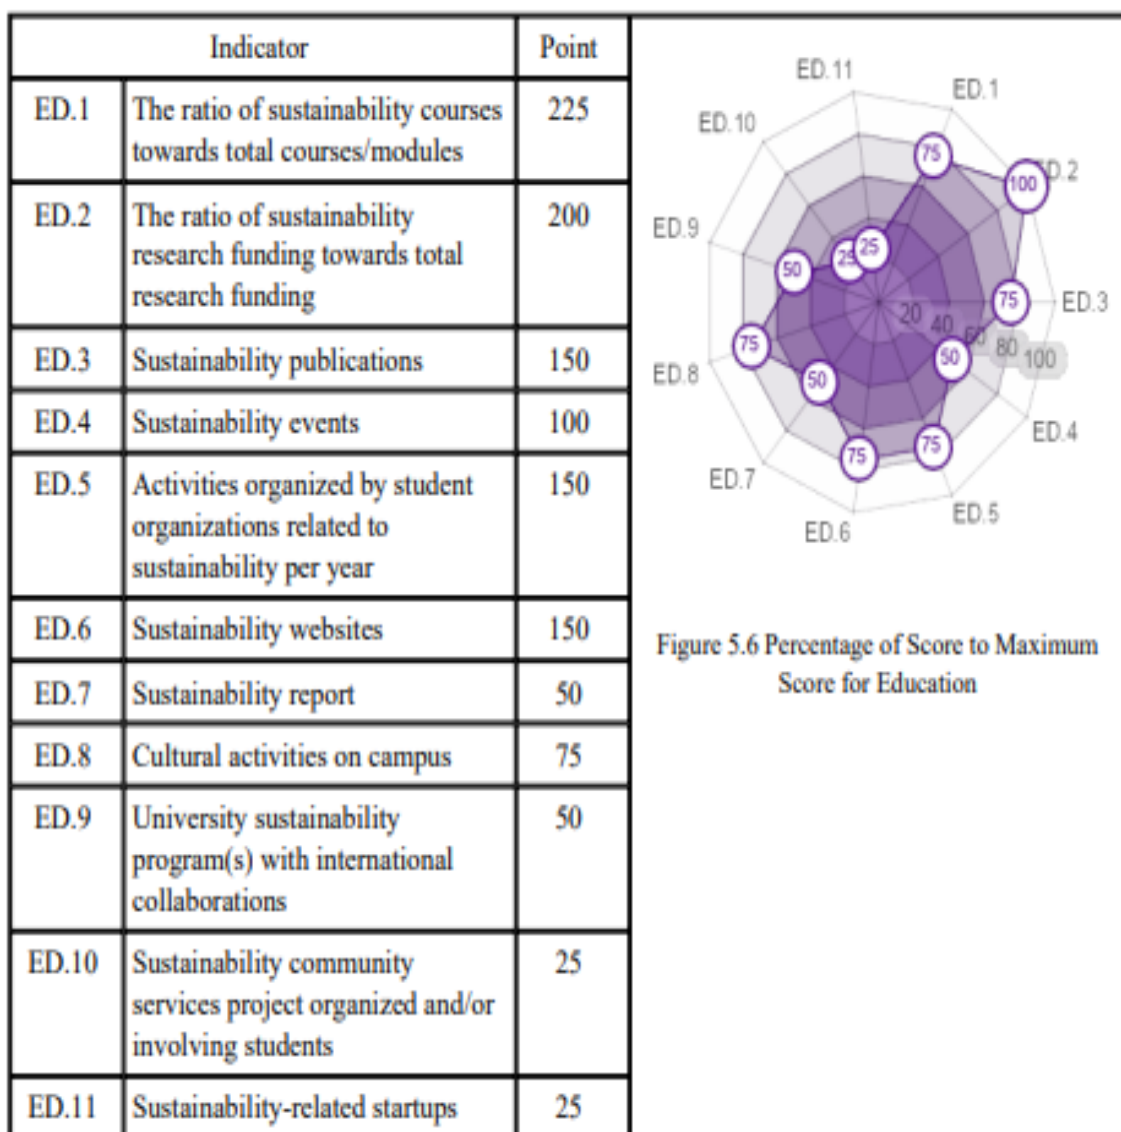 Indicator Point
ED.1 The ratio of sustainability courses 225
towards total courses/modules
ED.2 The ratio of sustainability 200
research funding towards total
research funding
ED.3 Sustainability publications 150
ED.4 Sustainability events 100
ED.5 Activities organized by student 150
organizations related to
sustainability per year
ED.6 Sustainability websites 150
ED.7 Sustainability report 50
ED.8 Cultural activities on campus 75
ED.9 University sustainability 50
program(s) with international
collaborations
ED.10 Sustainability community 25
services project organized and/or
involving students
ED.11 Sustainability-related startups 25
ED.11
ED.1
ED.10
75
ED.2
100
ED.9
25
25
50
75
ED.3
20
40
60
80
100
75
50
ED.8
50
ED.4
75
75
ED.7
ED.5
ED.6
Figure 5.6 Percentage of Score to Maximum
Score for Education